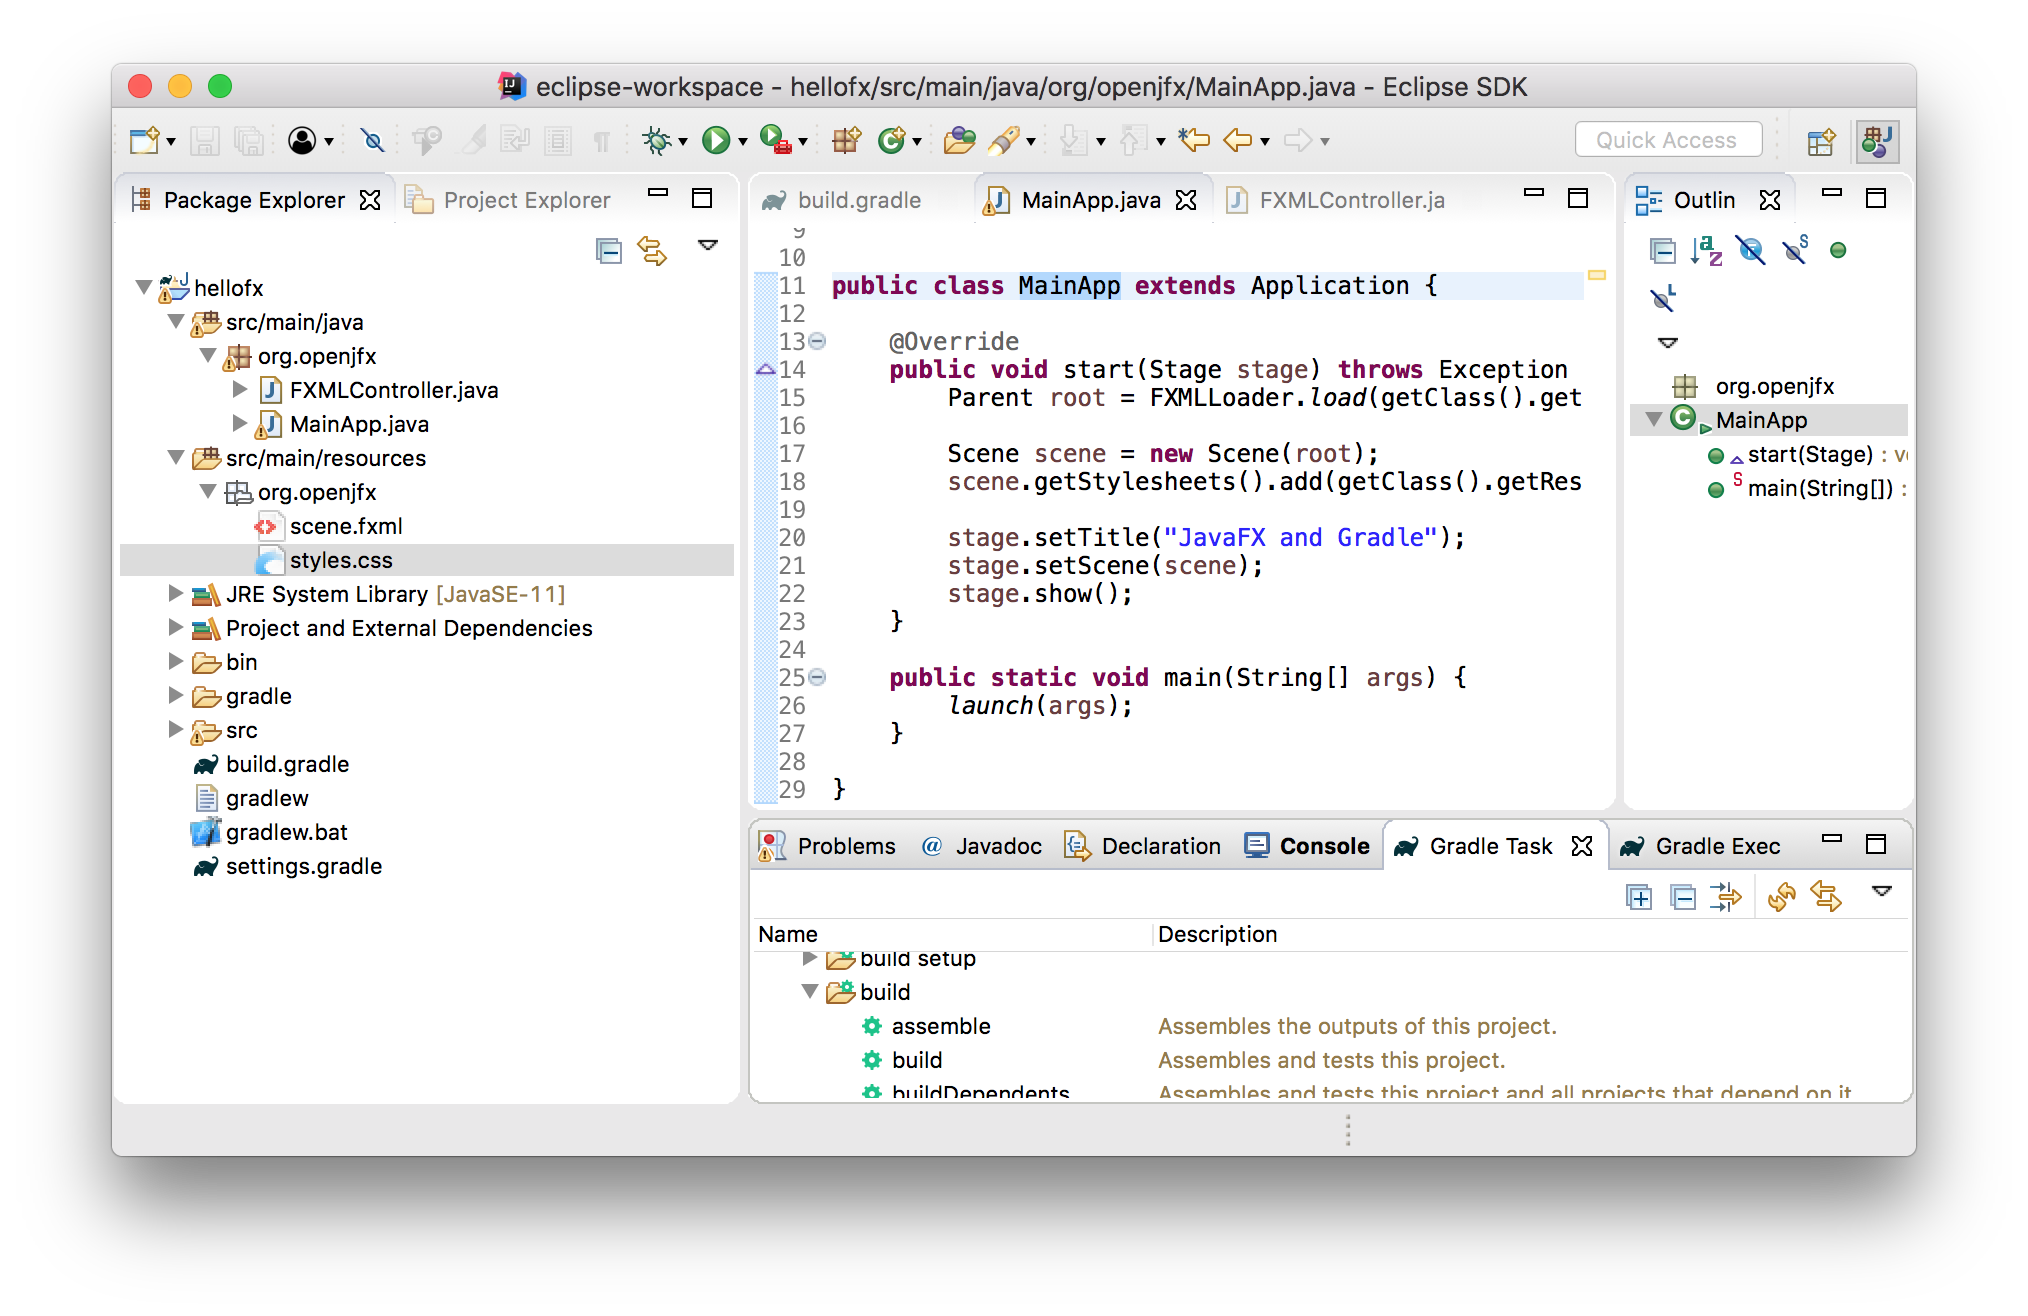 eclipse-workspace - hellofx/src/main/java/org/openjfx/MainApp.java - Eclipse SDK
Quick Access
Package Explorer
Project Explorer
hellofx
src/main/java
org.openjfx
FXMLController.java
MainApp.java
src/main/resources
org.openjfx
scene.fxml
styles.css
JRE System Library [JavaSE-11]
Project and External Dependencies
bin
gradle
src
build.gradle
gradlew
gradlew.bat
settings.gradle
build.gradle
MainApp.java
FXMLController.ja
9
10
11 public class MainApp extends Application {
12
13 @Override
14 public void start(Stage stage) throws Exception
15 Parent root = FXMLLoader.load(getClass().get
16
17 Scene scene = new Scene(root);
18 scene.getStylesheets().add(getClass().getRes
19
20 stage.setTitle("JavaFX and Gradle");
21 stage.setScene(scene);
22 stage.show();
23 }
24
25 public static void main(String[] args) {
26 launch(args);
27 }
28
29 }
Outlin
org.openjfx
MainApp
start(Stage) : v
main(String[]) :
Problems
Javadoc
Declaration
Console
Gradle Task
Gradle Exec
Name Description
build setup
build
assemble Assembles the outputs of this project.
build Assembles and tests this project.
buildDependents Assembles and tests this project and all projects that depend on it